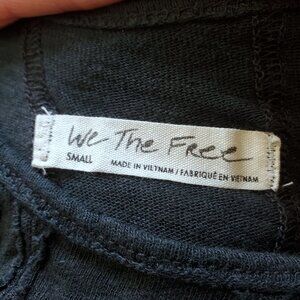 We The Free
SMALL
MADE IN VIETNAM / FABRIQUÉ EN VIETNAM